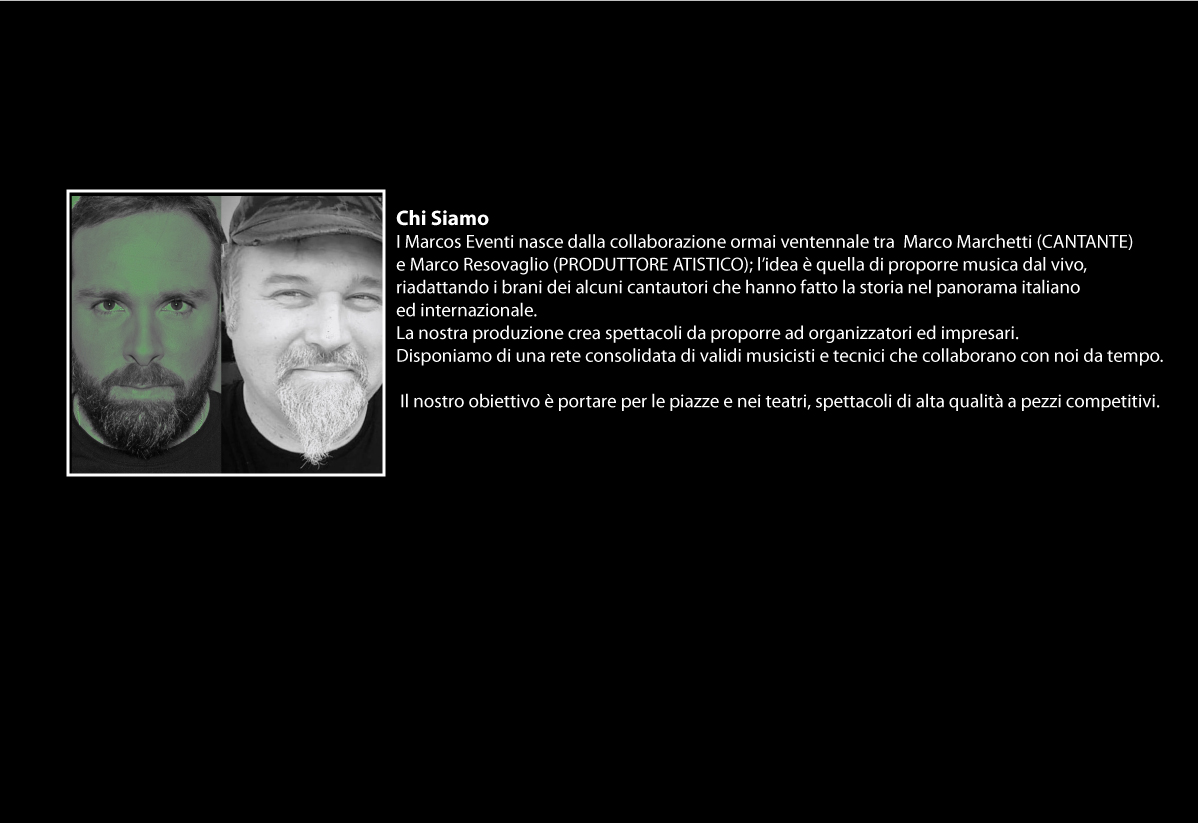 Chi Siamo
I Marcos Eventi nasce dalla collaborazione ormai ventennale tra  Marco Marchetti (CANTANTE)
e Marco Resovaglio (PRODUTTORE ATISTICO); l'idea è quella di proporre musica dal vivo,
riadattando i brani dei alcuni cantautori che hanno fatto la storia nel panorama italiano
ed internazionale.
La nostra produzione crea spettacoli da proporre ad organizzatori ed impresari.
Disponiamo di una rete consolidata di validi musicisti e tecnici che collaborano con noi da tempo.
Il nostro obiettivo è portare per le piazze e nei teatri, spettacoli di alta qualità a pezzi competitivi.